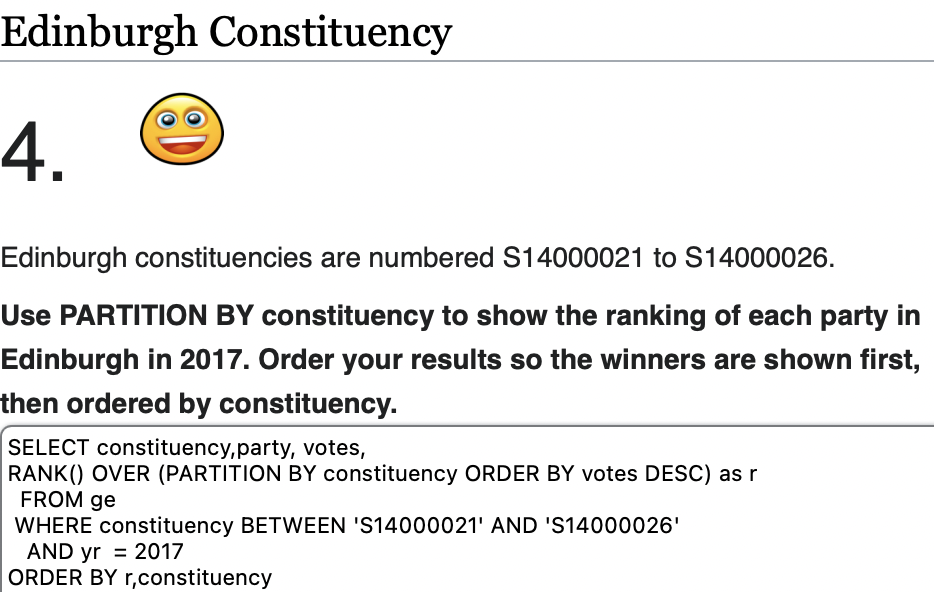 Edinburgh Constituency
4.
Edinburgh constituencies are numbered S14000021 to S14000026.
Use PARTITION BY constituency to show the ranking of each party in
Edinburgh in 2017. Order your results so the winners are shown first,
then ordered by constituency.
SELECT constituency,party, votes,
RANK() OVER (PARTITION BY constituency ORDER BY votes DESC) as r
FROM ge
WHERE constituency BETWEEN 'S14000021' AND 'S14000026'
AND yr  = 2017
ORDER BY r,constituency